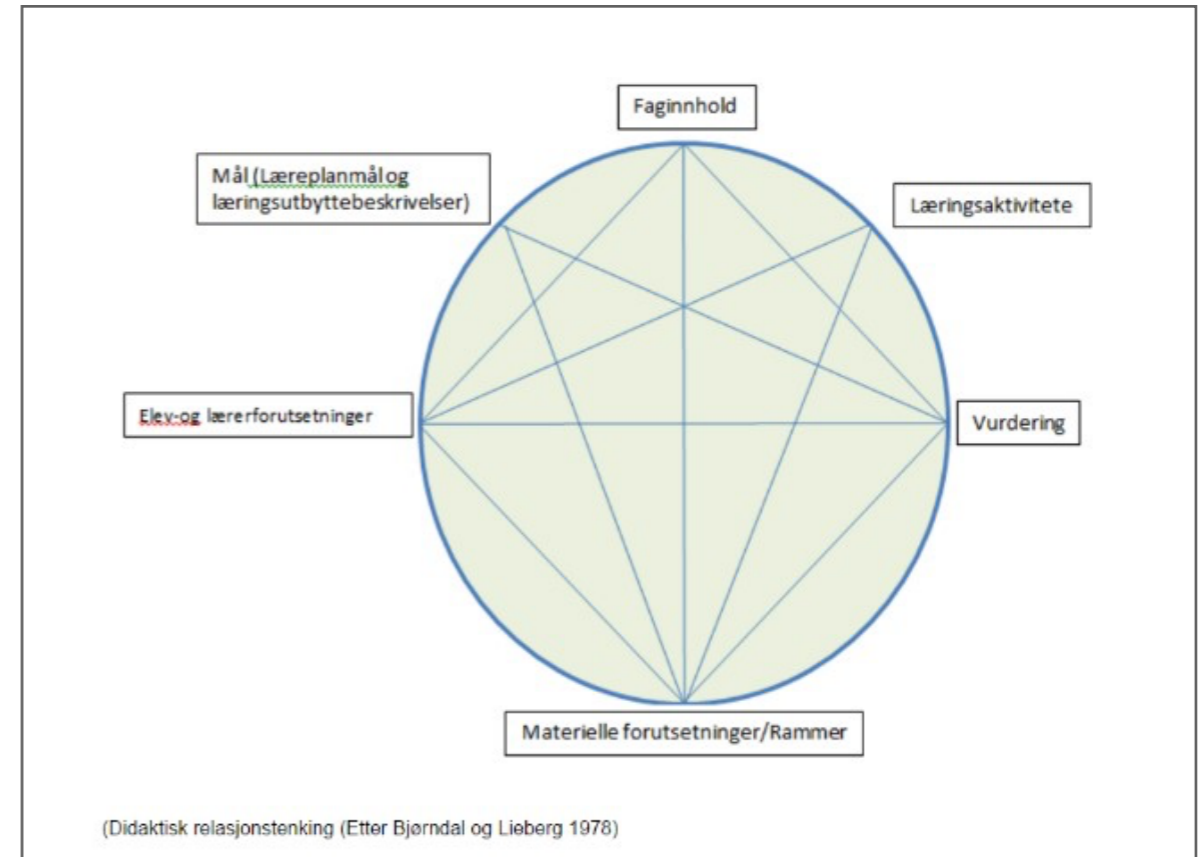 Faginnhold
Mål (Læreplanmål og
læringsutbyttebeskrivelser)
Læringsaktivitete
Elev-og lærerforutsetninger
Vurdering
Materielle forutsetninger/Rammer
(Didaktisk relasjonstenking (Etter Bjørndal og Lieberg 1978)